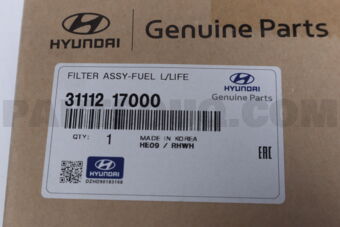 HYUNDAI
Genuine Parts
FILTER ASSY-FUEL L/LIFE
31112 17000
HYUNDAI
Genuine Parts
QTY: 1
MADE IN KOREA
HE09 / RHWH
HYUNDAI
EAC